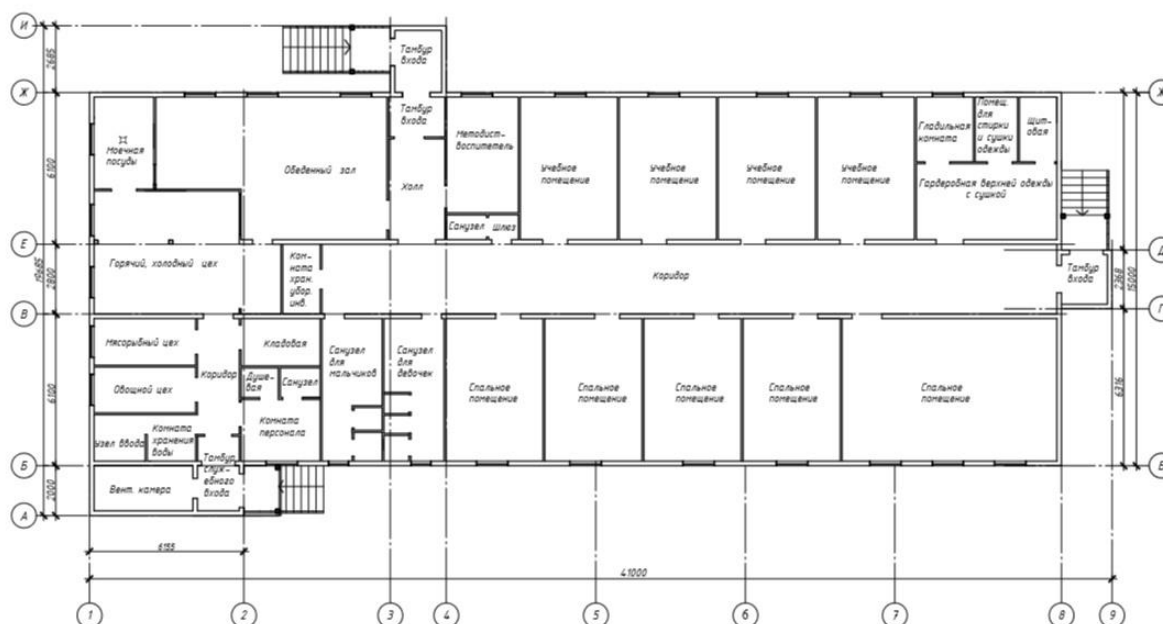 И
Тамбур
входа
2685
Ж
Ж
Моечная
посуды
Обеденный зал
Тамбур
входа
Холл
Методист-
воспитатель
Санузел
Шлюз
Учебное
помещение
Учебное
помещение
Учебное
помещение
Учебное
помещение
Гладильная
комната
Помещ.
для
стирки
и сушки
одежды
Щит-
овая
Гардеробная верхней одежды
с сушкой
6100
Е
Д
19685
2800
Горячий, холодный цех
Ком-
ната
хран.
убор.
инв.
Коридор
Тамбур
входа
2368
15000
В
Г
Мясорыбный цех
Овощной цех
Коридор
Кладовая
Душе-
вая
Санузел
Комната
персонала
Санузел
для
мальчиков
Санузел
для
девочек
Спальное
помещение
Спальное
помещение
Спальное
помещение
Спальное
помещение
Спальное
помещение
6100
6316
Узел ввода
Комната
хранения
воды
Б
Б
2000
Вент. камера
Тамбур
служ-
ебного
входа
А
6155
41000
1
2
3
4
5
6
7
8
9